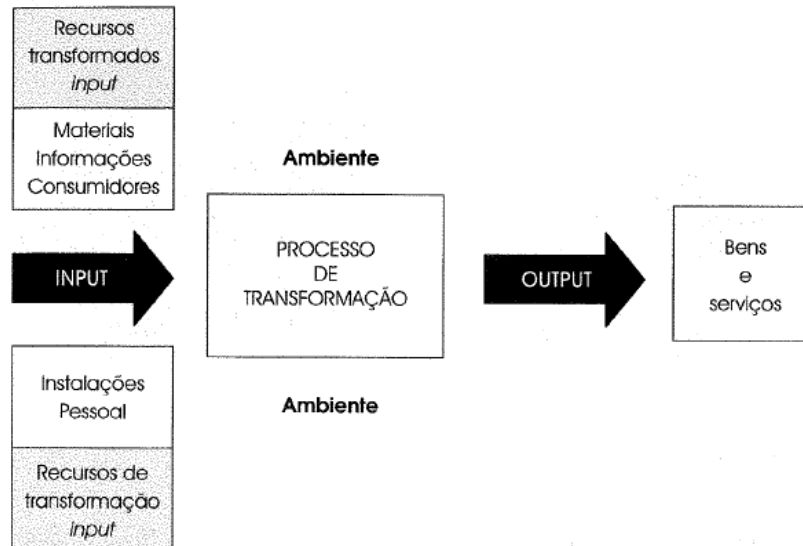 Recursos
transformados
input
Materiais
Informações
Consumidores
Ambiente
INPUT
PROCESSO
DE
TRANSFORMAÇÃO
OUTPUT
Bens
e
serviços
Instalações
Pessoal
Ambiente
Recursos de
transformação
input